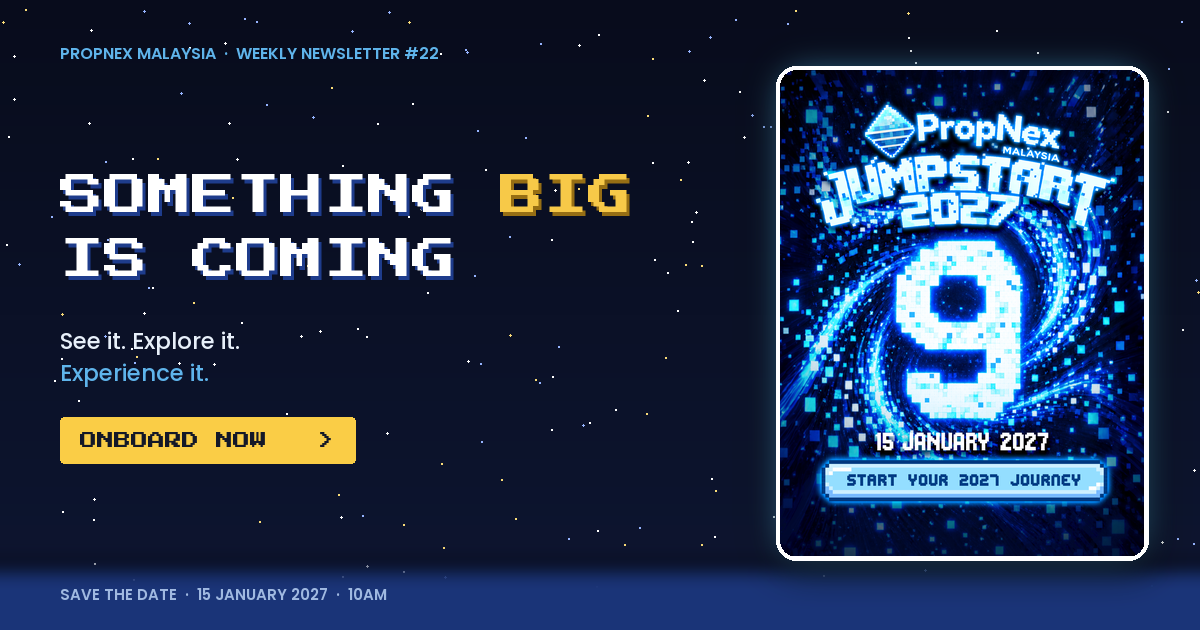 PROPNEX MALAYSIA · WEEKLY NEWSLETTER #22
SOMETHING BIG
IS COMING
See it. Explore it.
Experience it.
ONBOARD NOW >
SAVE THE DATE · 15 JANUARY 2027 · 10AM
PropNex
MALAYSIA
JUMPSTART
2027
9
15 JANUARY 2027
START YOUR 2027 JOURNEY